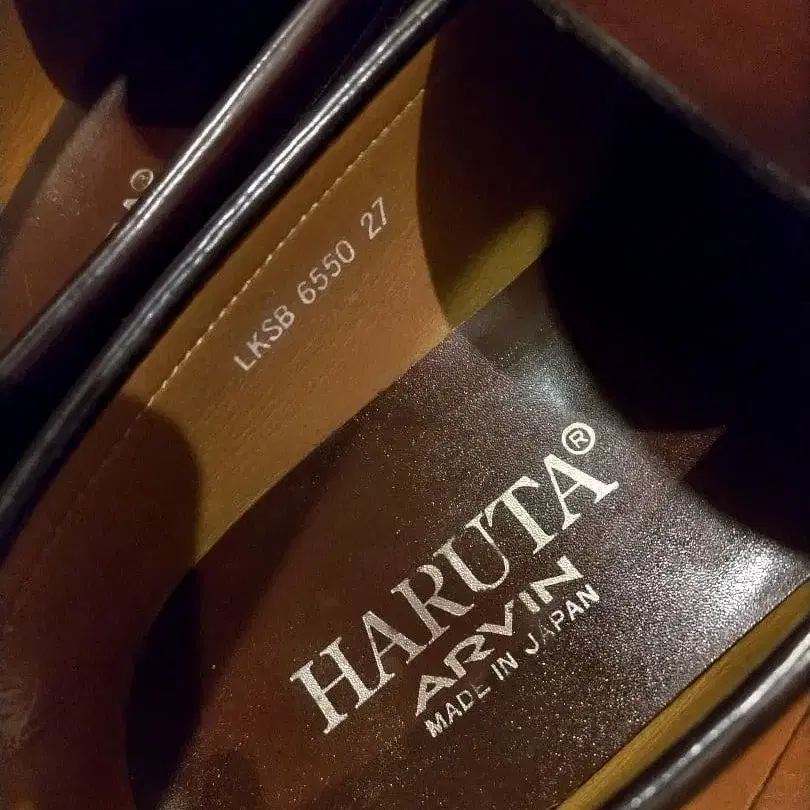 LKSB 6550 27
HARUTA®
ARVIN
MADE IN JAPAN